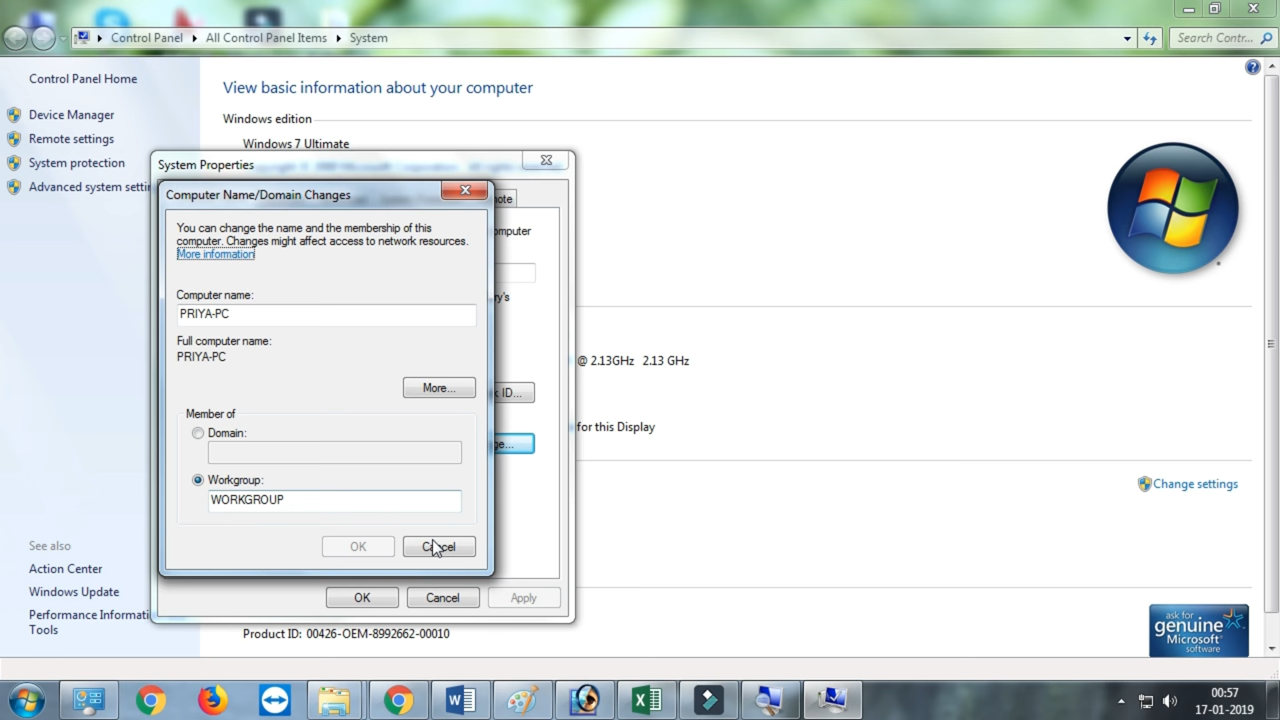 Control Panel ▸ All Control Panel Items ▸ System
Search Contr...
Control Panel Home
Device Manager
Remote settings
System protection
Advanced system setti
See also
Action Center
Windows Update
Performance Informati
Tools
View basic information about your computer
Windows edition
Windows 7 Ultimate
System Properties
ote
omputer
ry's
ID...
ge...
OK
Cancel
Apply
Computer Name/Domain Changes
You can change the name and the membership of this
computer. Changes might affect access to network resources.
More information
Computer name:
PRIYA-PC
Full computer name:
PRIYA-PC
More...
Member of
Domain:
Workgroup:
WORKGROUP
OK
Cancel
@ 2.13GHz 2.13 GHz
for this Display
Change settings
Product ID: 00426-OEM-8992662-00010
ask for
genuine
Microsoft
software
00:57
17-01-2019